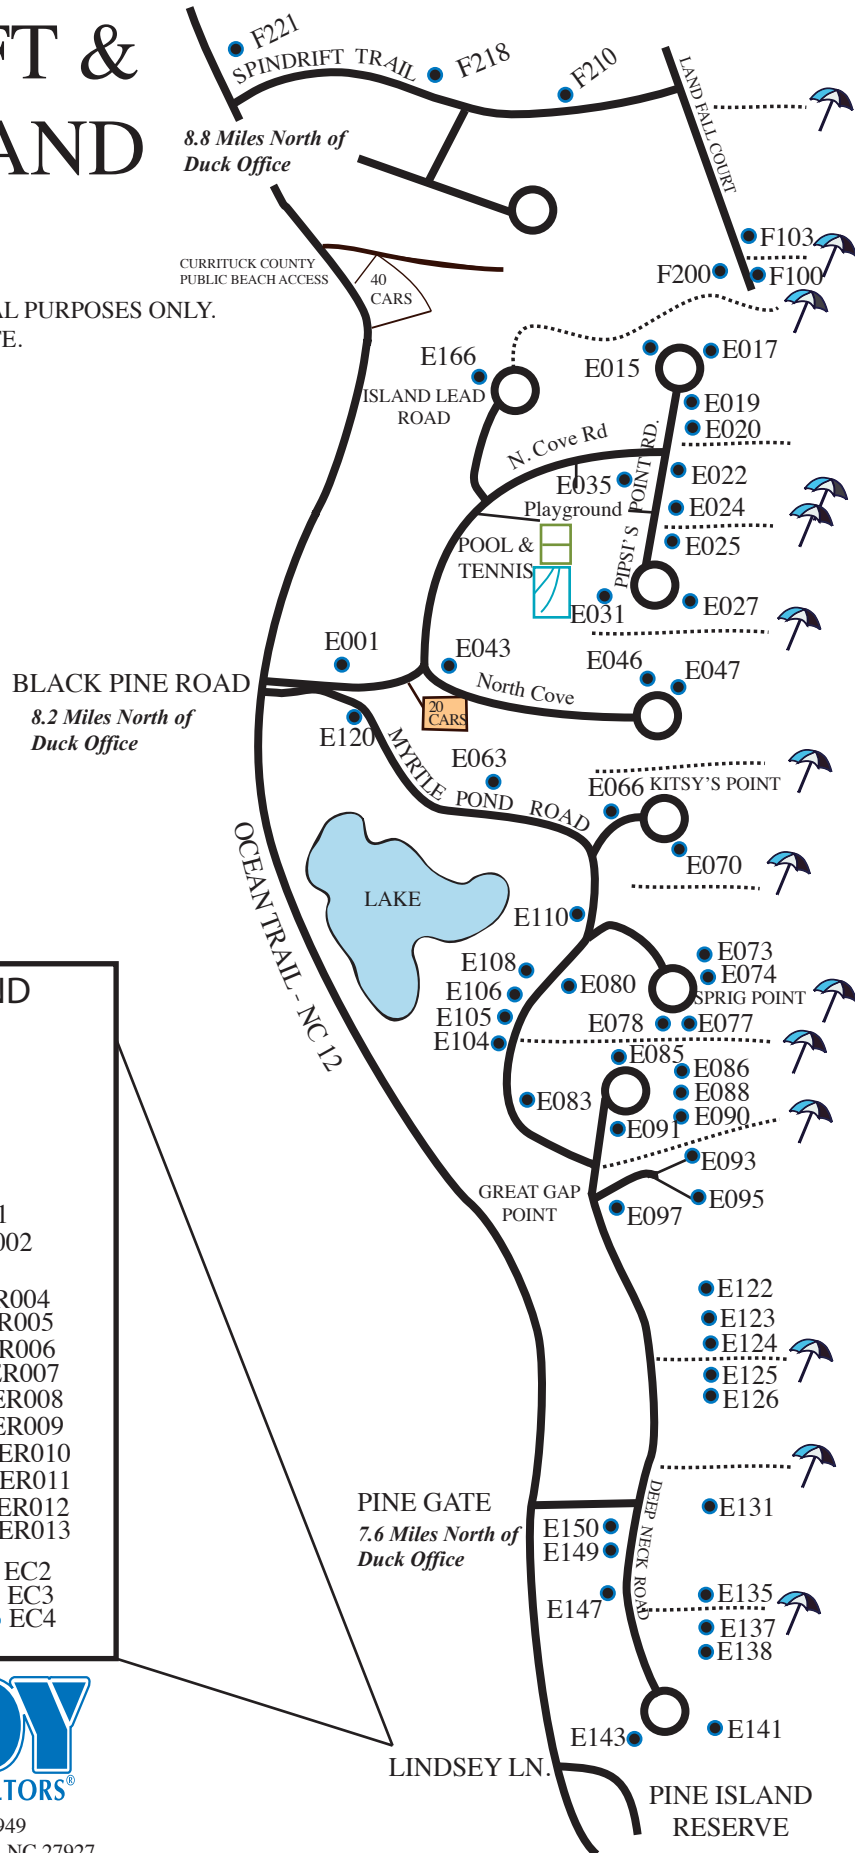 FT &
AND
F221
SPINDRIFT TRAIL
F218
F210
LAND FALL COURT
8.8 Miles North of
Duck Office
F103
F200
F100
CURRITUCK COUNTY
PUBLIC BEACH ACCESS
40
CARS
AL PURPOSES ONLY.
TE.
E166
ISLAND LEAD
ROAD
E015
E017
E019
E020
N. Cove Rd
PIPSI'S POINT RD.
E035
E022
Playground
E024
POOL &
TENNIS
E025
E031
E027
E001
E043
E046
E047
BLACK PINE ROAD
8.2 Miles North of
Duck Office
North Cove
20
CARS
E120
MYRTLE POND ROAD
E063
E066
KITSY'S POINT
E070
OCEAN TRAIL - NC 12
LAKE
E110
E073
E074
SPRIG POINT
E108
E106
E105
E104
E080
E078
E077
E085
E086
E088
E090
E083
E091
E093
E095
GREAT GAP
POINT
E097
ND
1
002
R004
R005
R006
ER007
ER008
ER009
ER010
ER011
ER012
ER013
EC2
EC3
EC4
E122
E123
E124
E125
E126
PINE GATE
7.6 Miles North of
Duck Office
DEEP NECK ROAD
E131
E150
E149
E147
E135
E137
E138
E143
E141
LINDSEY LN.
PINE ISLAND
RESERVE
OY
LTORS®
949
, NC 27927